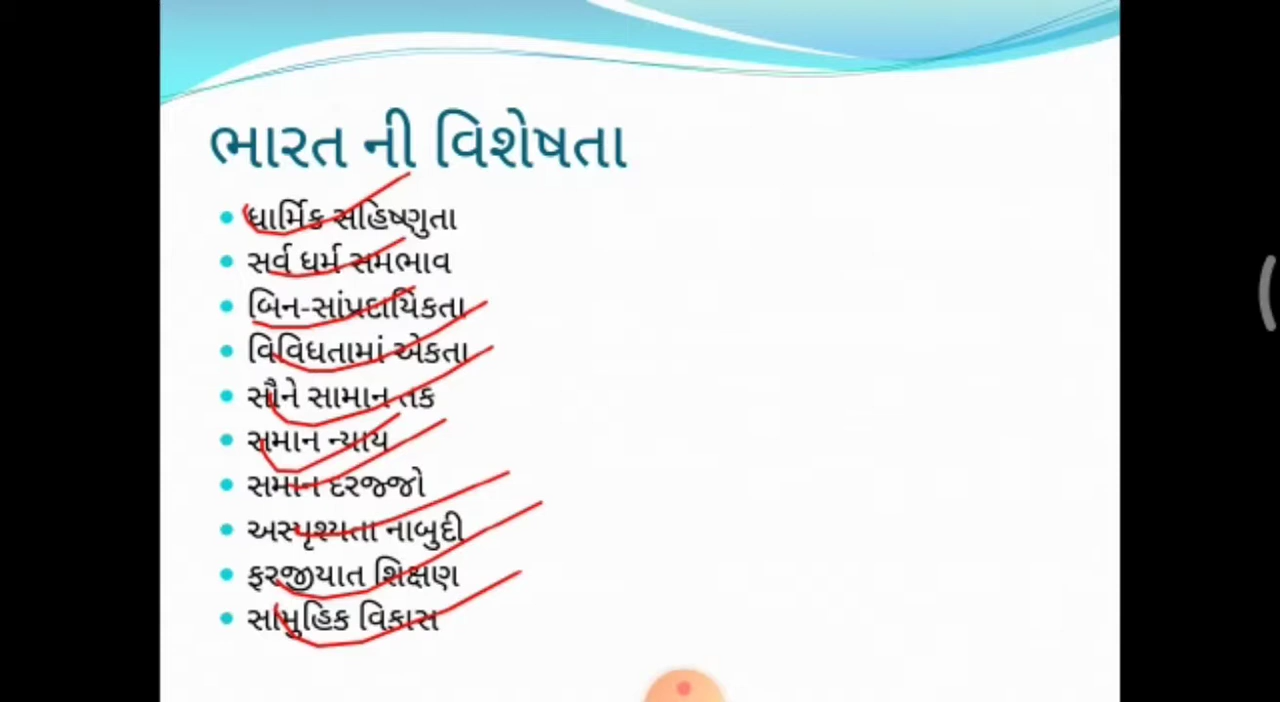 ભારત ની વિશેષતા
ધાર્મિક સહિષ્ણુતા
સર્વ ધર્મ સમભાવ
બિન-સાંપ્રદાયિકતા
વિવિધતામાં એકતા
સૌને સામાન તક
સમાન ન્યાય
સમાન દરજ્જો
અસ્પૃશ્યતા નાબુદી
ફરજીયાત શિક્ષણ
સામુહિક વિકાસ